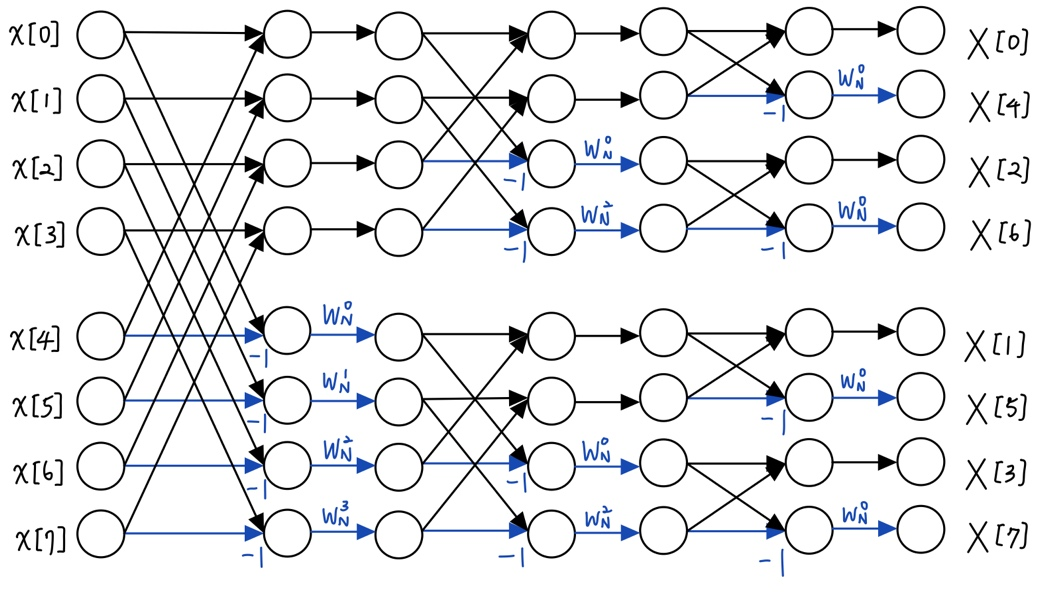 x[0] X[0]
W_N^0
x[1] X[4]
-1
x[2] W_N^0 X[2]
-1
x[3] W_N^2 W_N^0 X[6]
-1 -1
x[4] W_N^0 X[1]
-1
x[5] W_N^1 W_N^0 X[5]
-1 -1
x[6] W_N^2 W_N^0 X[3]
-1 -1
x[7] W_N^3 W_N^2 W_N^0 X[7]
-1 -1 -1